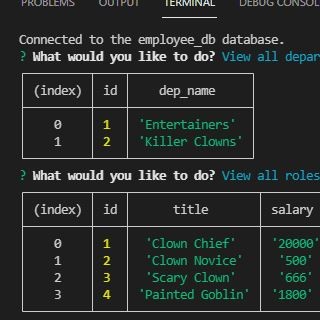 PROBLEMS OUTPUT TERMINAL DEBUG CONSOL
Connected to the employee_db database.
? What would you like to do? View all depar
(index) id dep_name
0 1 'Entertainers'
1 2 'Killer Clowns'
? What would you like to do? View all roles
(index) id title salary
0 1 'Clown Chief' '20000'
1 2 'Clown Novice' '500'
2 3 'Scary Clown' '666'
3 4 'Painted Goblin' '1800'